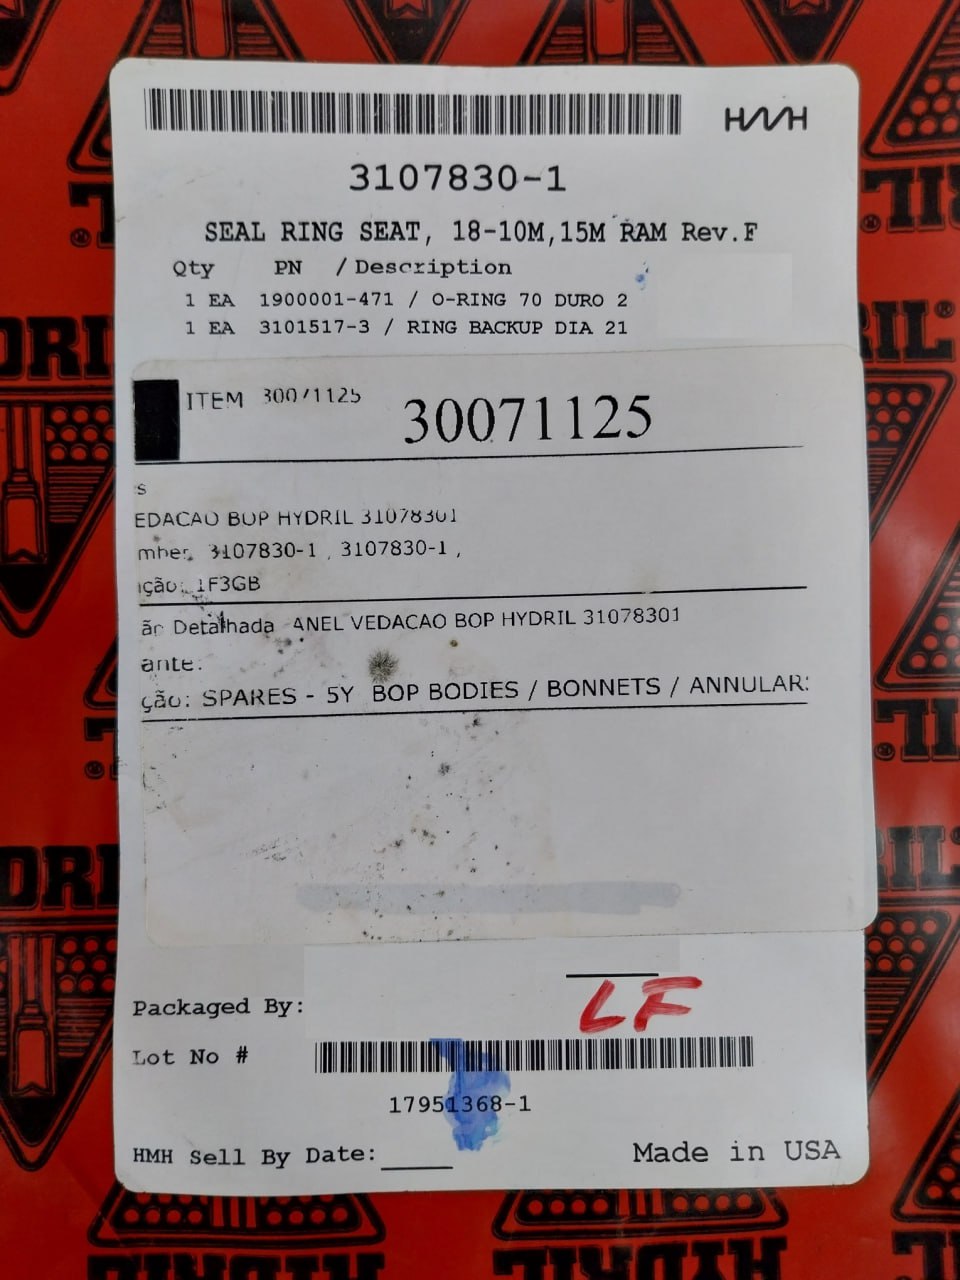 HMH
3107830-1
SEAL RING SEAT, 18-10M,15M RAM Rev.F
Qty PN / Description
1 EA 1900001-471 / O-RING 70 DURO 2
1 EA 3101517-3 / RING BACKUP DIA 21
ITEM 30071125 30071125
S
EDACAO BOP HYDRIL 31078301
mber, 3107830-1 , 3107830-1 ,
ção: 1F3GB
Detalhada ANEL VEDACAO BOP HYDRIL 31078301
ante:
ção: SPARES - 5Y BOP BODIES / BONNETS / ANNULAR
LF
Packaged By:
Lot No #
17951368-1
HMH Sell By Date:
Made in USA
HYDRIL